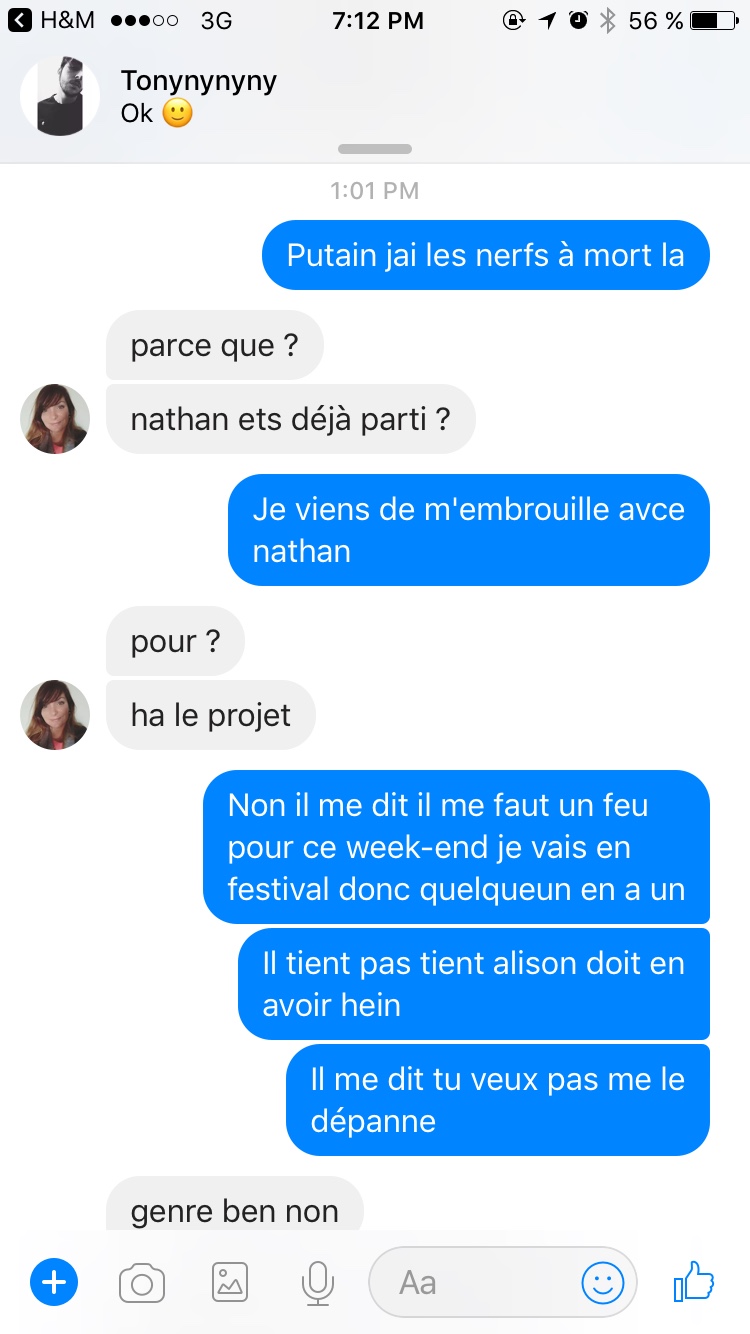 H&M 3G 7:12 PM 56 %
Tonynynyny
Ok 🙂
1:01 PM
Putain jai les nerfs à mort la
parce que ?
nathan ets déjà parti ?
Je viens de m'embrouille avce
nathan
pour ?
ha le projet
Non il me dit il me faut un feu
pour ce week-end je vais en
festival donc quelqueun en a un
Il tient pas tient alison doit en
avoir hein
Il me dit tu veux pas me le
dépanne
genre ben non
Aa